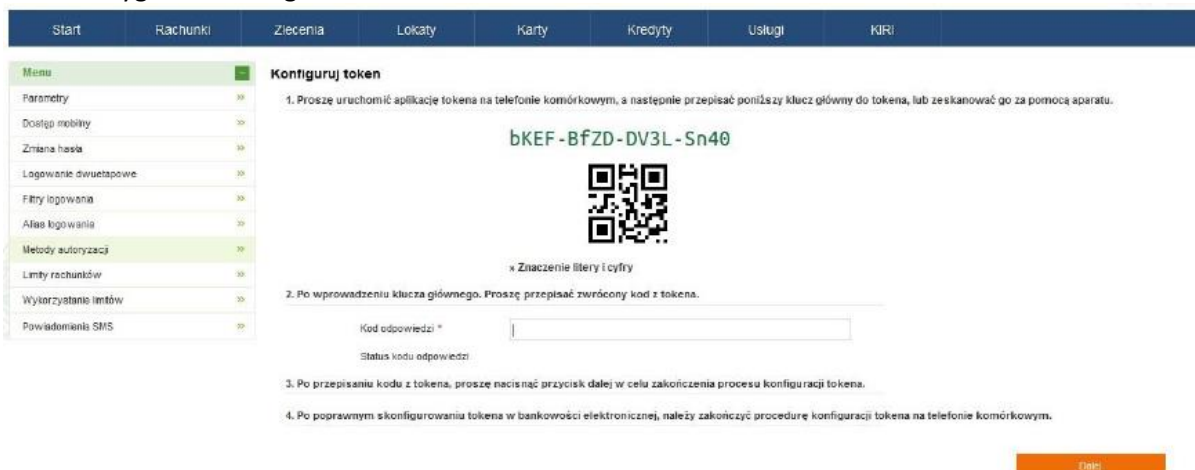 Start Rachunki Zlecenia Lokaty Karty Kredyty Usługi KIRI
Menu
Parametry
Dostęp mobilny
Zmiana hasła
Logowanie dwuetapowe
Filtry logowania
Alias logowania
Metody autoryzacji
Limity rachunków
Wykorzystanie limitów
Powiadomienia SMS
Konfiguruj token
1. Proszę uruchomić aplikację tokena na telefonie komórkowym, a następnie przepisać poniższy klucz główny do tokena, lub zeskanować go za pomocą aparatu.
bKEF-BfZD-DV3L-Sn40
» Znaczenie litery i cyfry
2. Po wprowadzeniu klucza głównego. Proszę przepisać zwrócony kod z tokena.
Kod odpowiedzi *
Status kodu odpowiedzi
3. Po przepisaniu kodu z tokena, proszę nacisnąć przycisk dalej w celu zakończenia procesu konfiguracji tokena.
4. Po poprawnym skonfigurowaniu tokena w bankowości elektronicznej, należy zakończyć procedurę konfiguracji tokena na telefonie komórkowym.
Dalej